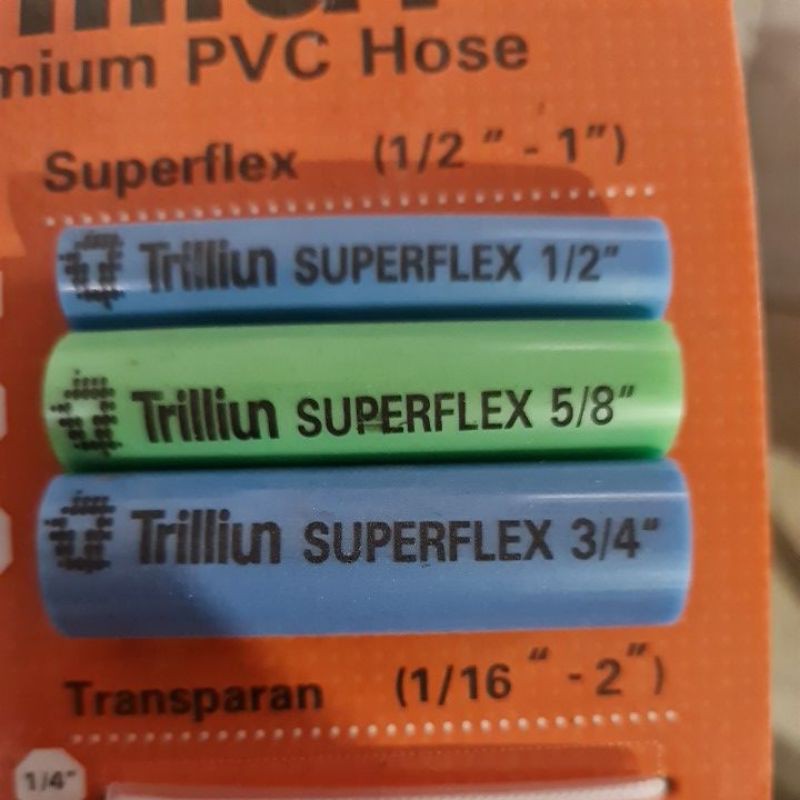 mium PVC Hose
Superflex (1/2" - 1")
Trilliun SUPERFLEX 1/2"
Trilliun SUPERFLEX 5/8"
Trilliun SUPERFLEX 3/4"
Transparan (1/16" - 2")
1/4"